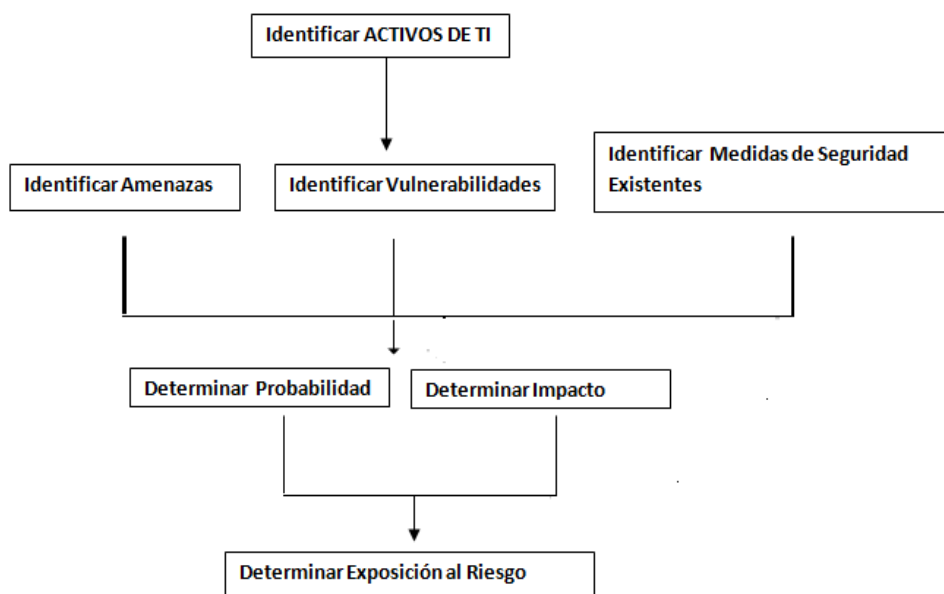 Identificar ACTIVOS DE TI
Identificar Amenazas
Identificar Vulnerabilidades
Identificar Medidas de Seguridad
Existentes
Determinar Probabilidad
Determinar Impacto
Determinar Exposición al Riesgo